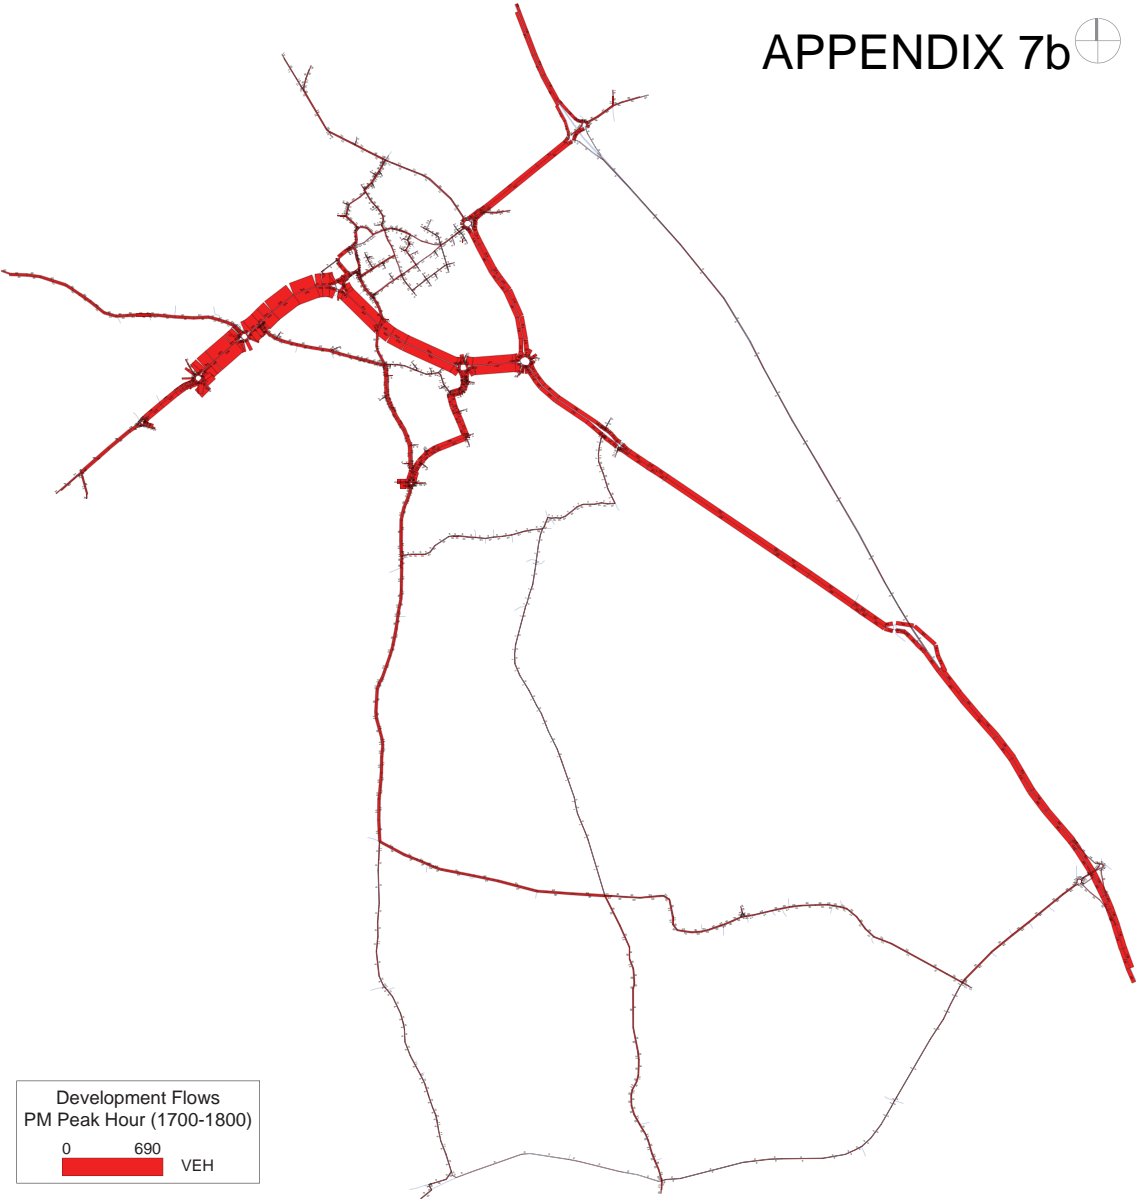 APPENDIX 7b
Development Flows
PM Peak Hour (1700-1800)
0 690
VEH